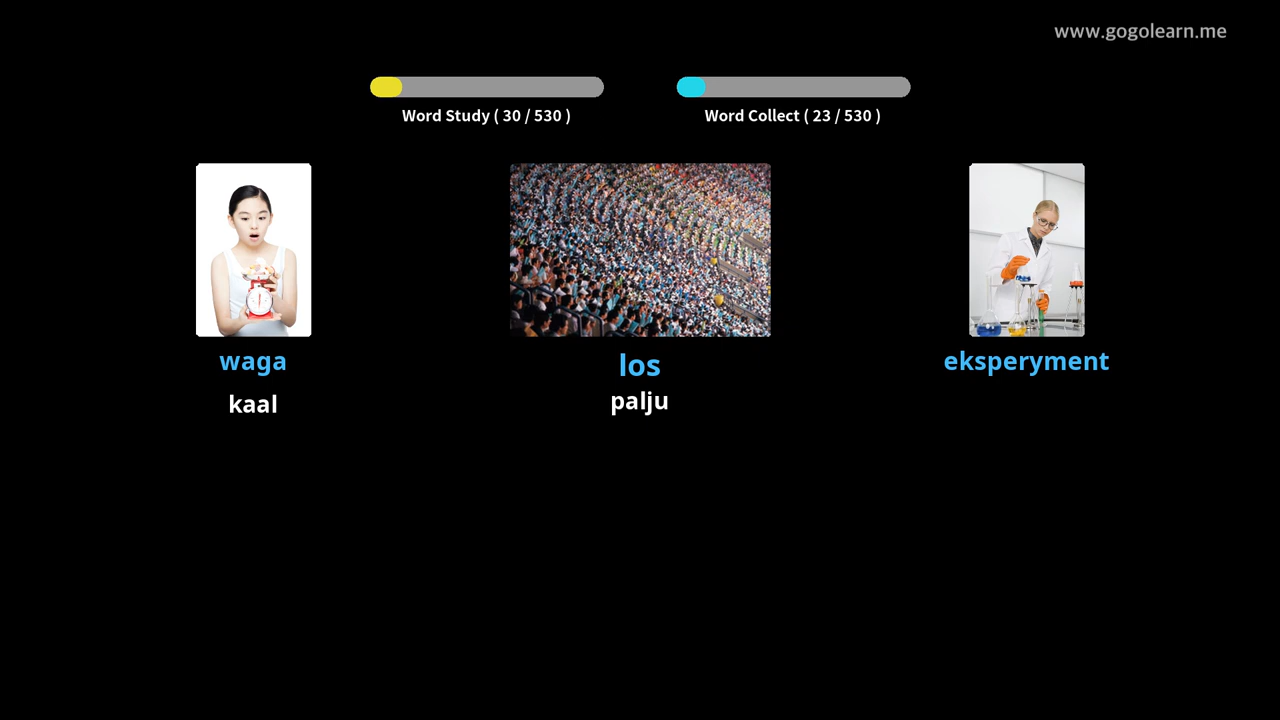 www.gogolearn.me
Word Study ( 30 / 530 )
Word Collect ( 23 / 530 )
waga
kaal
los
palju
eksperyment